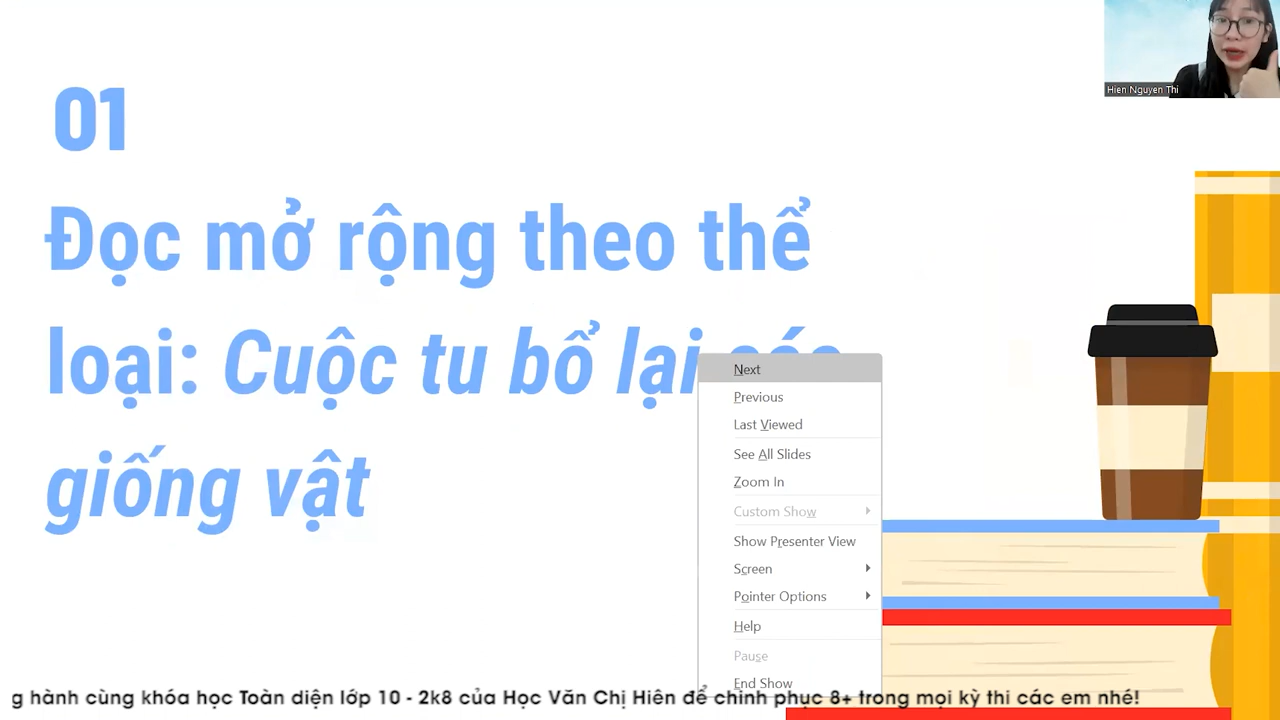 Hien Nguyen Thi
01
Đọc mở rộng theo thể
loại: Cuộc tu bổ lại
giống vật
Next
Previous
Last Viewed
See All Slides
Zoom In
Custom Show
Show Presenter View
Screen
Pointer Options
Help
Pause
End Show
g hành cùng khóa học Toàn diện lớp 10 - 2k8 của Học Văn Chị Hiên để chinh phục 8+ trong mọi kỳ thi các em nhé!